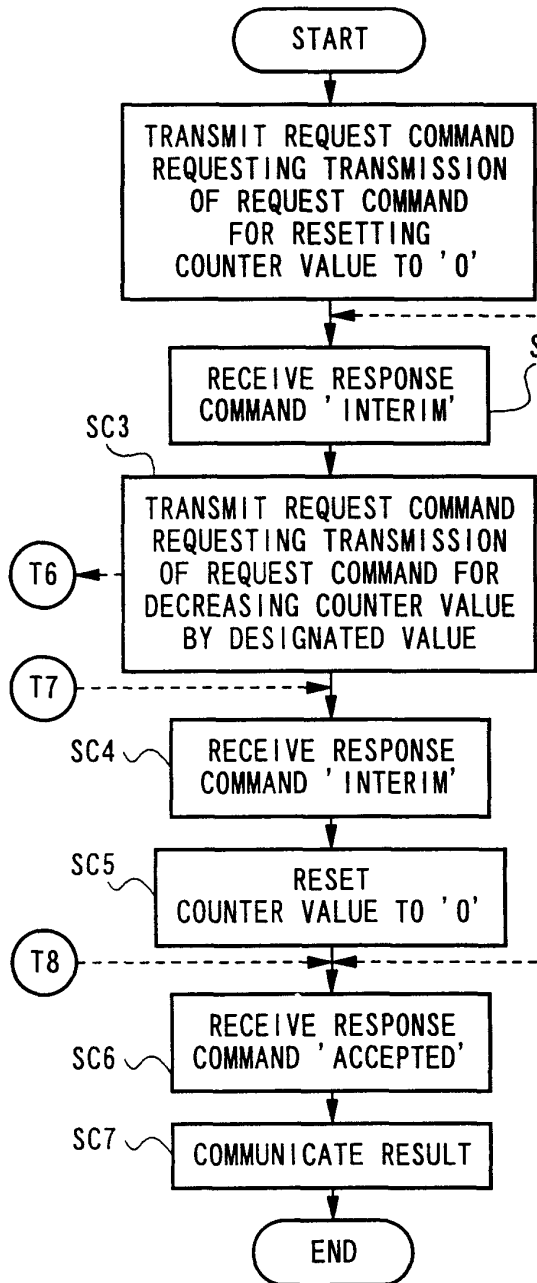 START
TRANSMIT REQUEST COMMAND
REQUESTING TRANSMISSION
OF REQUEST COMMAND
FOR RESETTING
COUNTER VALUE TO '0'
RECEIVE RESPONSE
COMMAND 'INTERIM'
SC3
TRANSMIT REQUEST COMMAND
REQUESTING TRANSMISSION
OF REQUEST COMMAND FOR
DECREASING COUNTER VALUE
BY DESIGNATED VALUE
T6
T7
SC4
RECEIVE RESPONSE
COMMAND 'INTERIM'
SC5
RESET
COUNTER VALUE TO '0'
T8
RECEIVE RESPONSE
COMMAND 'ACCEPTED'
SC6
SC7
COMMUNICATE RESULT
END